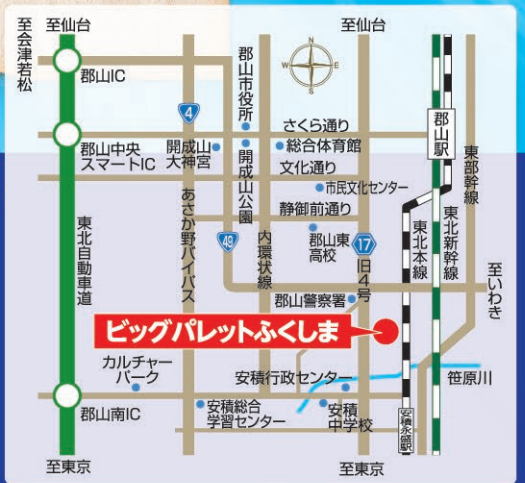 至会津若松
至仙台
至仙台
郡山IC
4
郡山市役所
N
W
E
S
さくら通り
郡山駅
郡山中央
スマートIC
開成山
大神宮
開成山公園
総合体育館
文化通り
市民文化センター
東部幹線
静御前通り
郡山東
高校
東北自動車道
あさか野バイパス
49
内環状線
17
旧4号
東北本線
東北新幹線
至いわき
郡山警察署
ビッグパレットふくしま
カルチャー
パーク
安積行政センター
笹原川
郡山南IC
安積総合
学習センター
安積
中学校
安積永盛駅
至東京
至東京